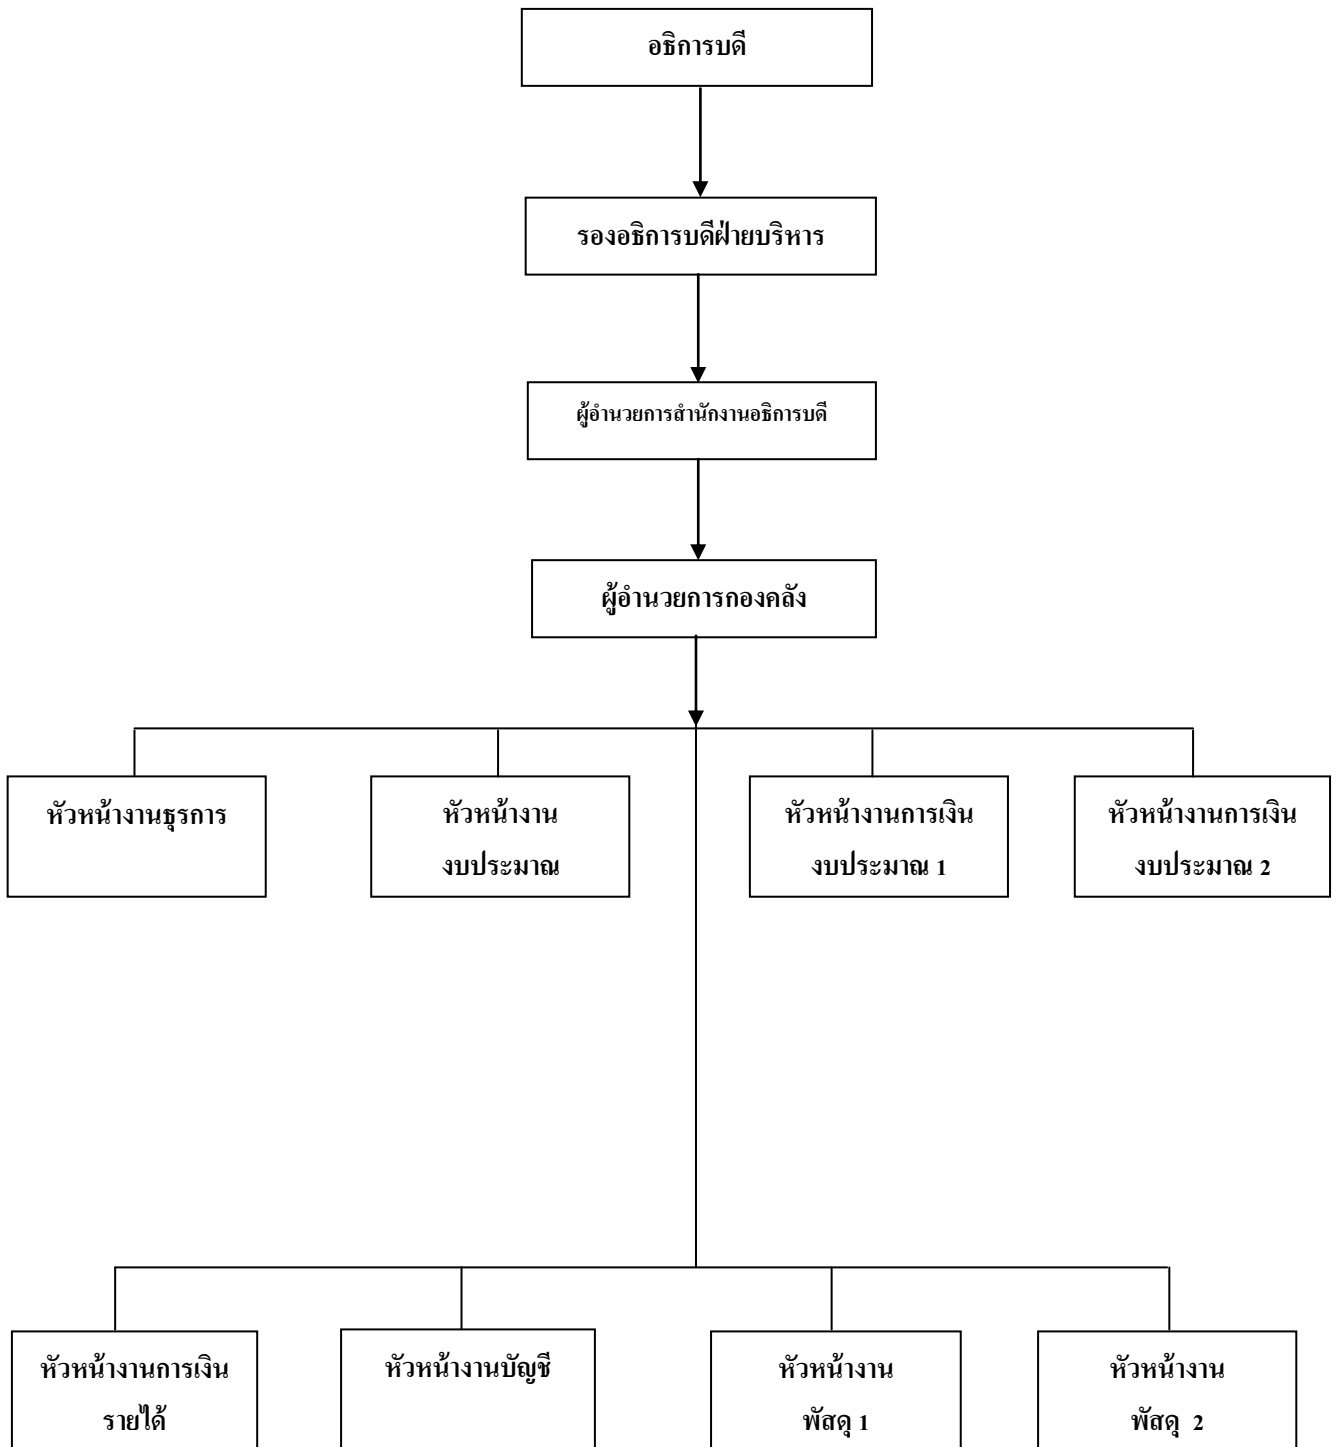 อธิการบดี
รองอธิการบดีฝ่ายบริหาร
ผู้อำนวยการสำนักงานอธิการบดี
ผู้อำนวยการกองคลัง
หัวหน้างานธุรการ
หัวหน้างาน
งบประมาณ
หัวหน้างานการเงิน
งบประมาณ 1
หัวหน้างานการเงิน
งบประมาณ 2
หัวหน้างานการเงิน
รายได้
หัวหน้างานบัญชี
หัวหน้างาน
พัสดุ 1
หัวหน้างาน
พัสดุ 2